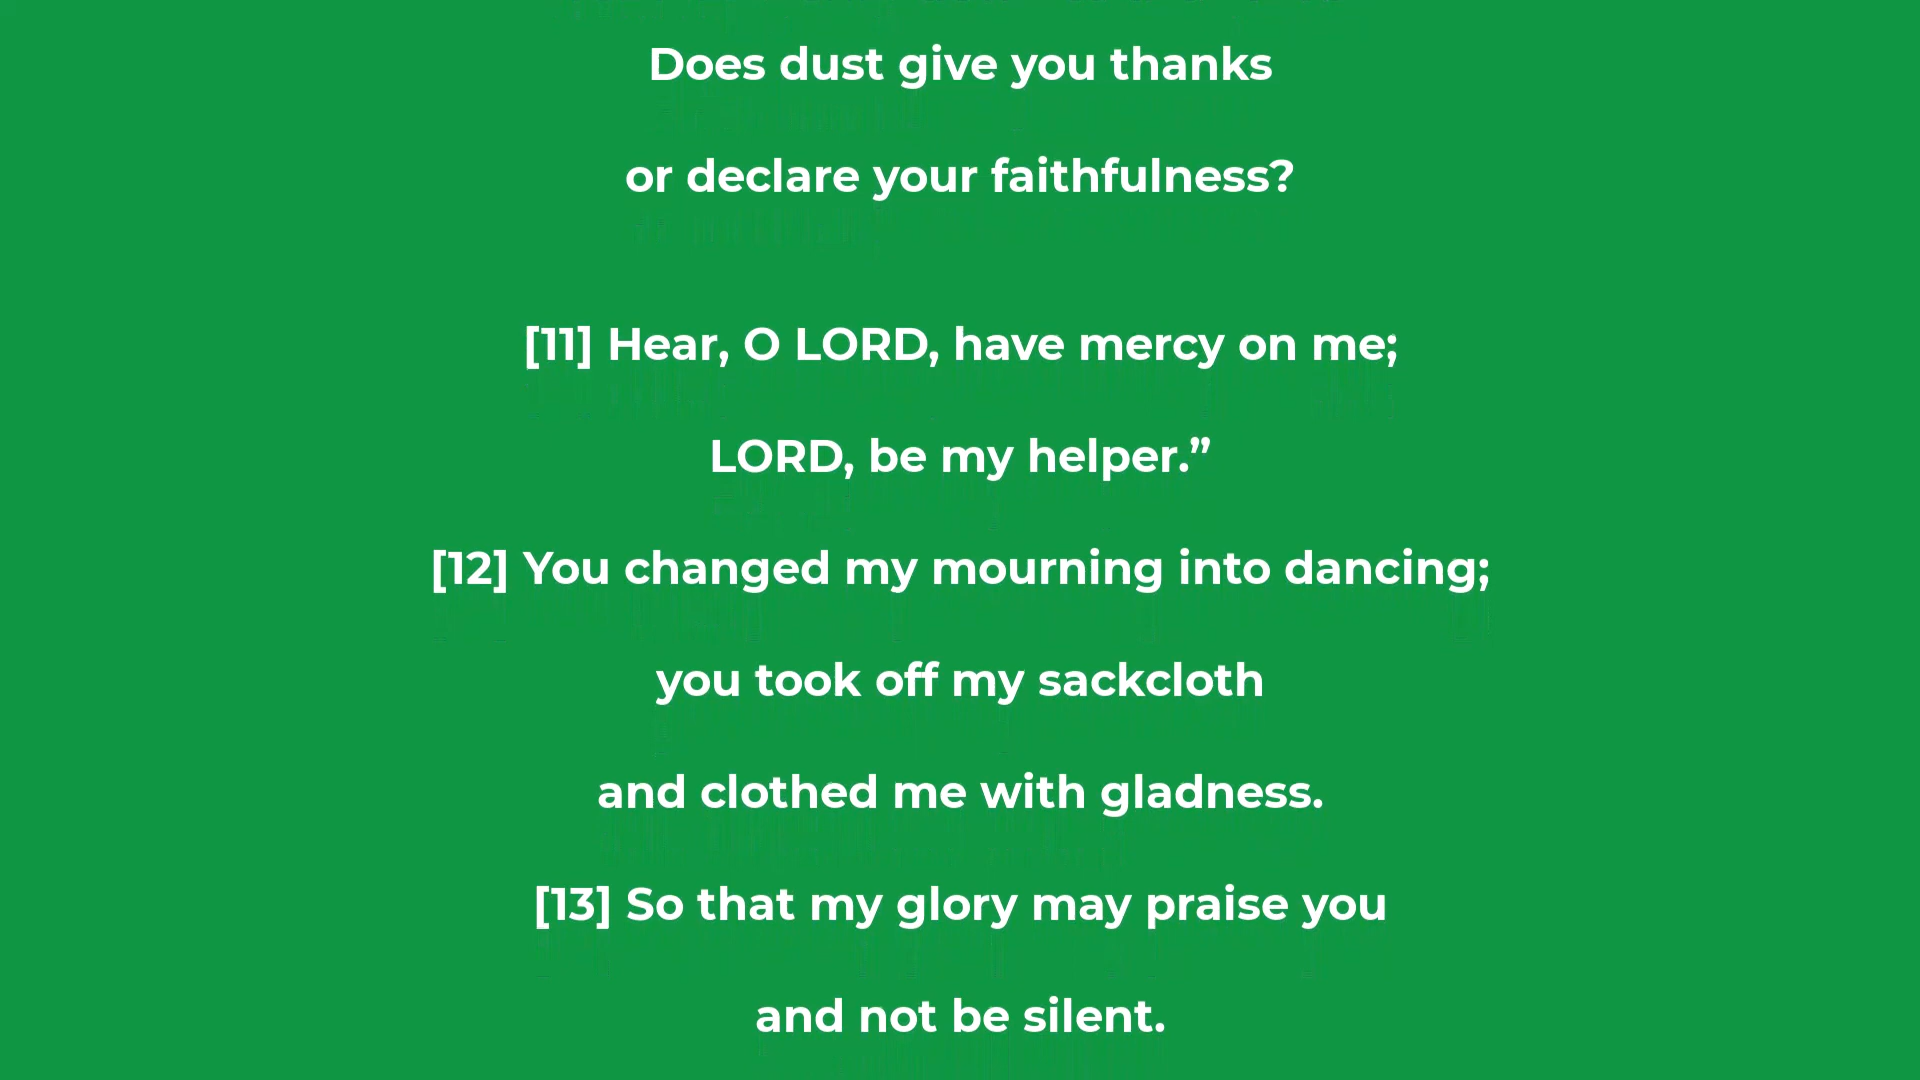 Does dust give you thanks
or declare your faithfulness?
[11] Hear, O LORD, have mercy on me;
LORD, be my helper.”
[12] You changed my mourning into dancing;
you took off my sackcloth
and clothed me with gladness.
[13] So that my glory may praise you
and not be silent.